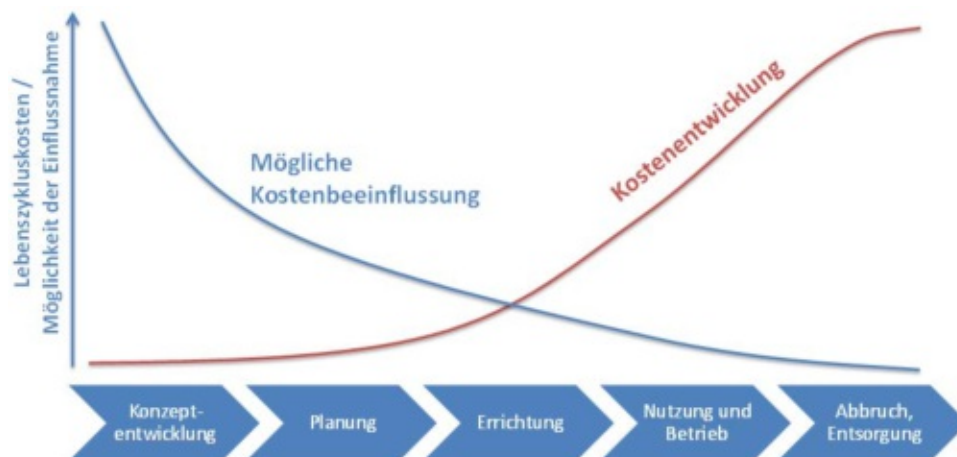 Lebenszykluskosten /
Möglichkeit der Einflussnahme
Mögliche
Kostenbeeinflussung
Kostenentwicklung
Konzept-
entwicklung
Planung
Errichtung
Nutzung und
Betrieb
Abbruch,
Entsorgung